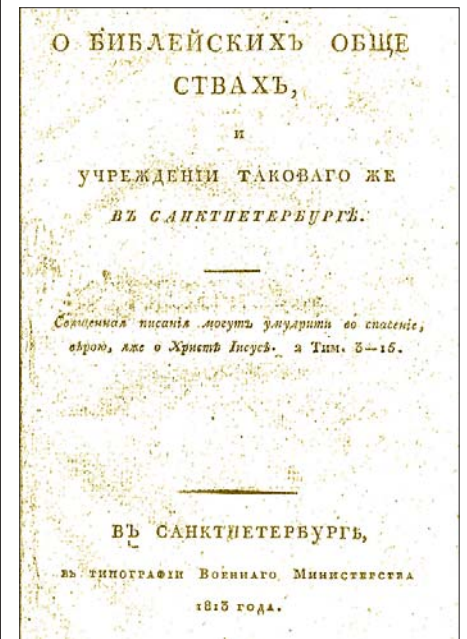 О БИБЛЕЙСКИХЪ ОБЩЕ
СТВАХЪ,
и
УЧРЕЖДЕНІИ ТАКОВАГО ЖЕ
ВЪ САНКТПЕТЕРБУРГѢ.
Священная писанія могутъ умудрити во спасеніе,
вѣрою, яже о Христѣ Іисусѣ. 2 Тим. 3—15.
ВЪ САНКТПЕТЕРБУРГѢ,
въ типографіи Военнаго Министерства
1813 года.